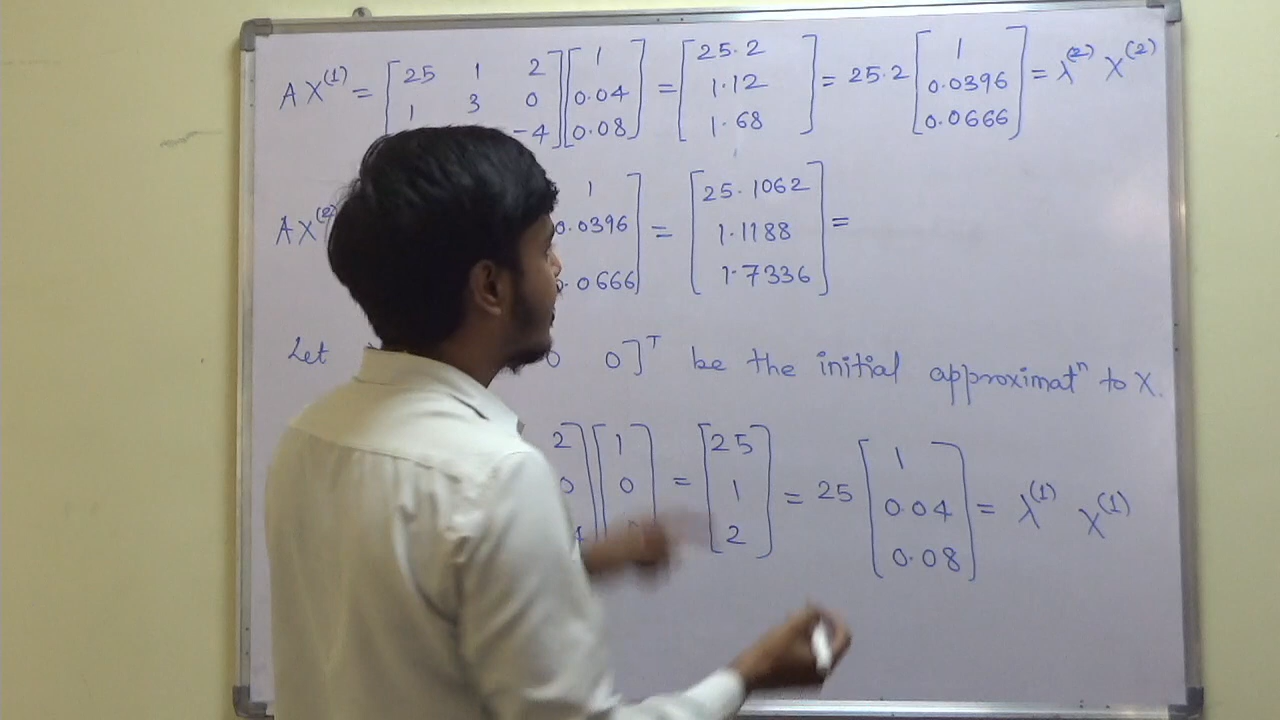 A X^(1) = [25 1 2 [1 = [25.2 = 25.2 [1 = λ^(2) X^(2)
1 3 0 0.04 1.12 0.0396
-4] 0.08] 1.68] 0.0666]
AX^(2) 1 = [25.1062 =
0.0396 1.1188
0.0666] 1.7336]
Let 0 0]^T be the initial approximat^n to X.
2 [1 = [25 = 25 [1 = λ^(1) X^(1)
0 0 1 0.04
2] 0.08]